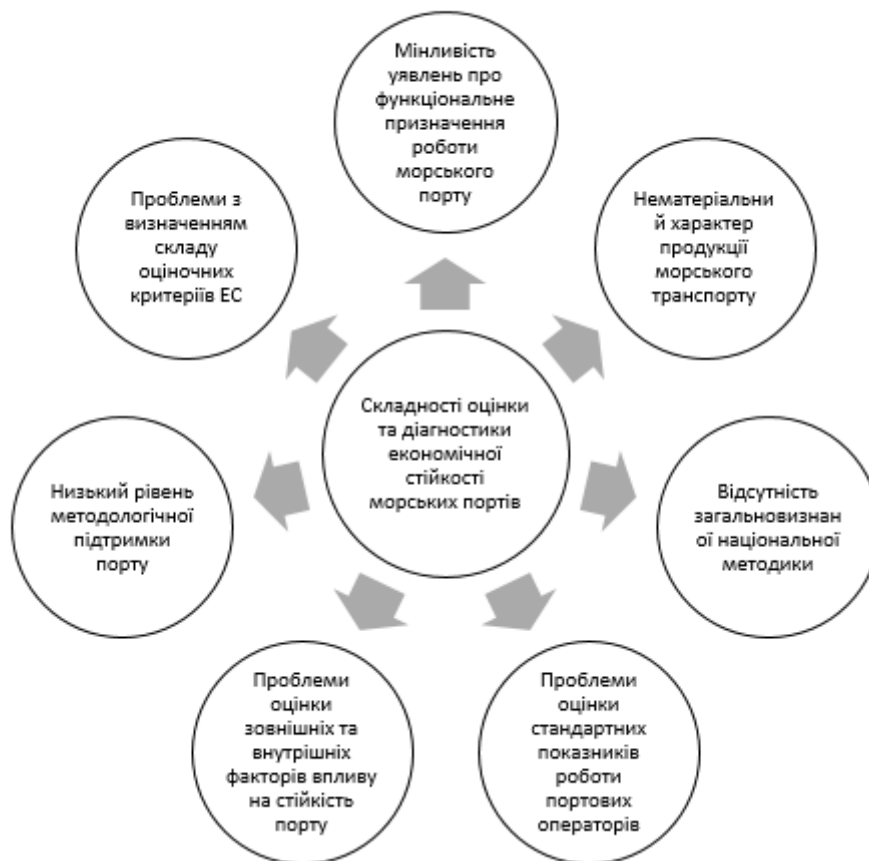 Мінливість
уявлень про
функціональне
призначення
роботи
морського
порту
Проблеми з
визначенням
складу
оціночних
критеріїв ЕС
Нематеріальни
й характер
продукції
морського
транспорту
Складності оцінки
та діагностики
економічної
стійкості
морських портів
Низький рівень
методологічної
підтримки
порту
Відсутність
загальновизнан
ої національної
методики
Проблеми
оцінки
зовнішніх та
внутрішніх
факторів впливу
на стійкість
порту
Проблеми
оцінки
стандартних
показників
роботи
портових
операторів